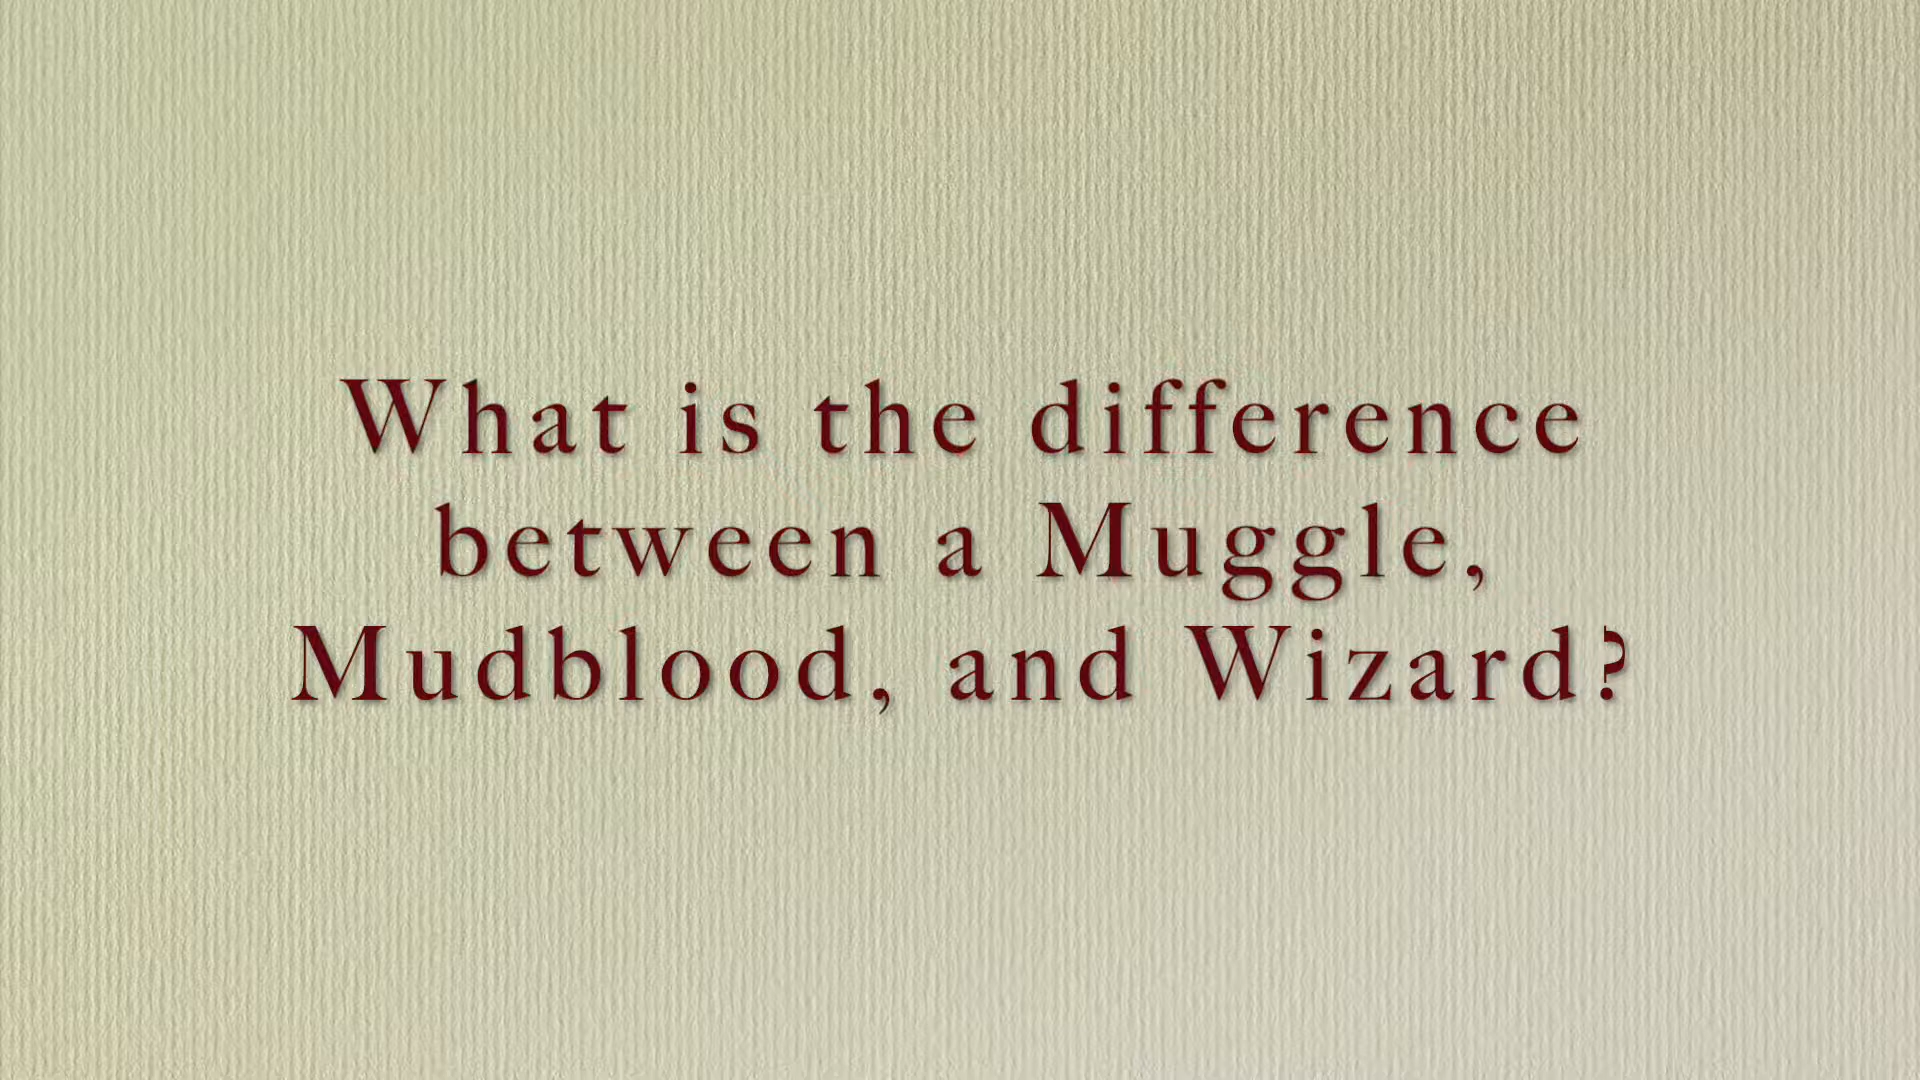 What is the difference
between a Muggle,
Mudblood, and Wizard?